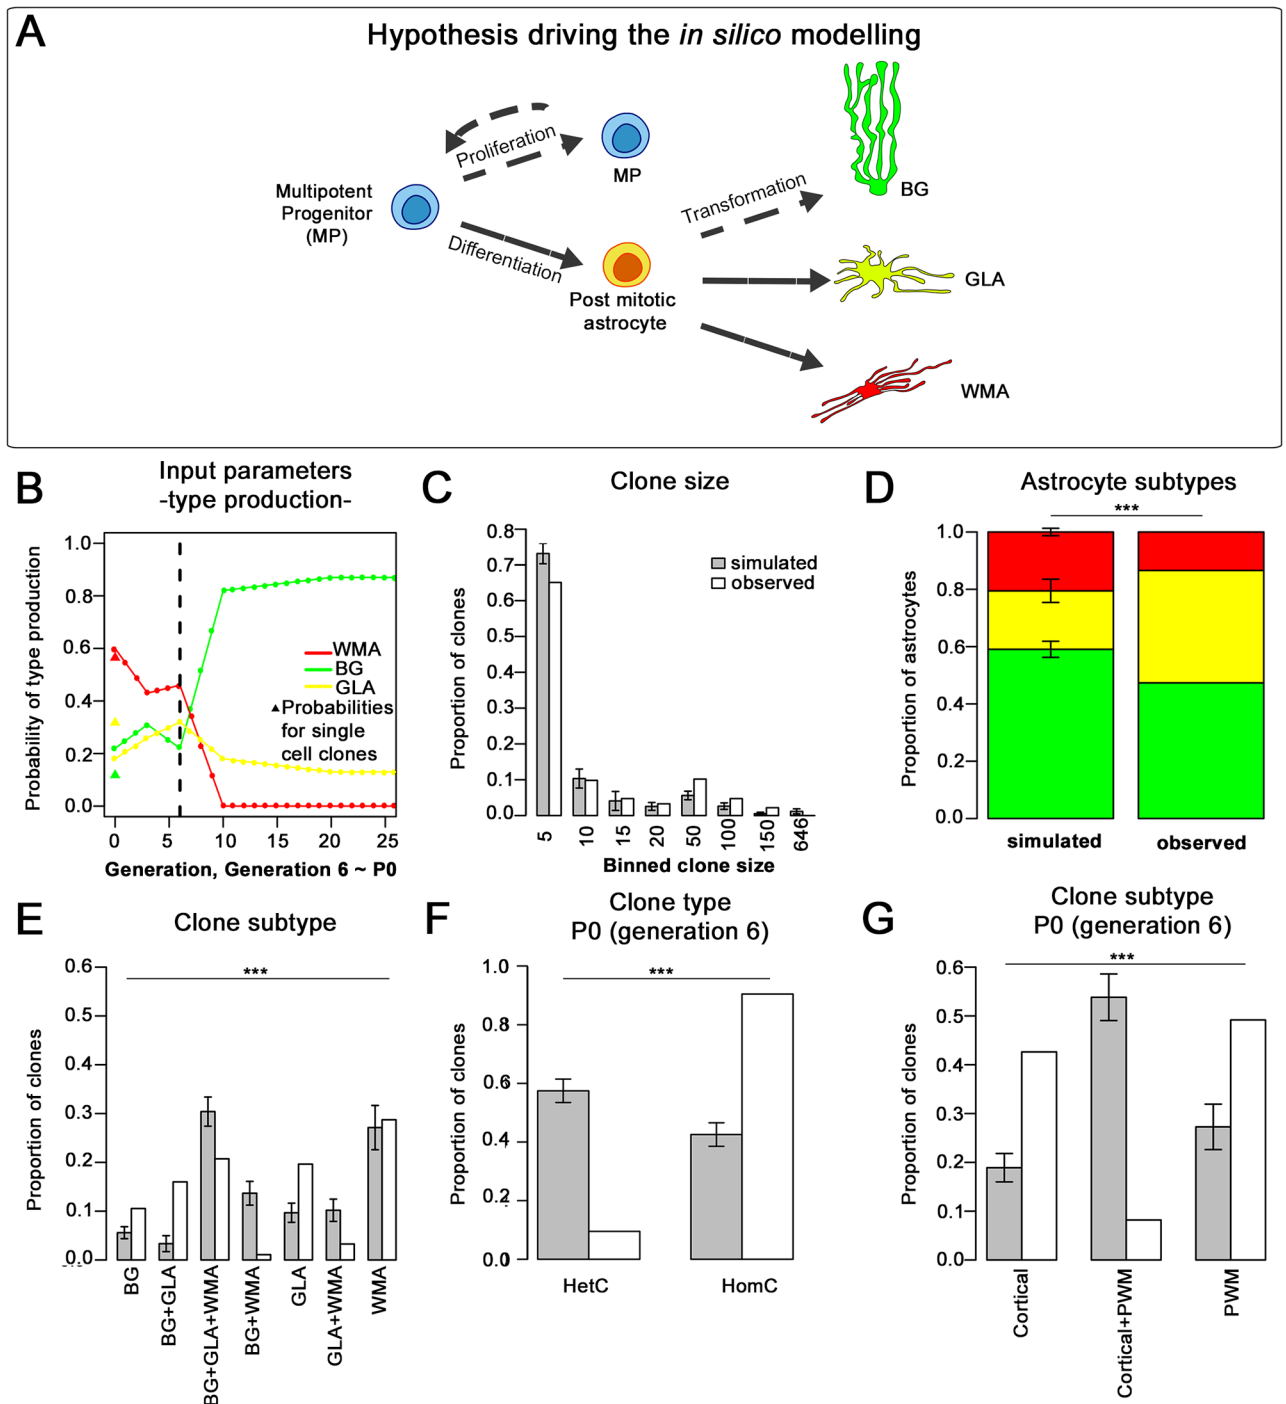 A
Hypothesis driving the in silico modelling
Proliferation
MP
Multipotent
Progenitor
(MP)
Differentiation
Post mitotic
astrocyte
Transformation
BG
GLA
WMA
B
Input parameters
-type production-
Probability of type production
1.0
0.8
0.6
0.4
0.2
0.0
WMA
BG
GLA
Probabilities
for single
cell clones
0 5 10 15 20 25
Generation, Generation 6 ~ P0
C
Clone size
Proportion of clones
0.8
0.7
0.6
0.5
0.4
0.3
0.2
0.1
0.0
simulated
observed
5 10 15 20 50 100 150 646
Binned clone size
D
Astrocyte subtypes
***
Proportion of astrocytes
1.0
0.8
0.6
0.4
0.2
0.0
simulated observed
E
Clone subtype
***
Proportion of clones
0.6
0.5
0.4
0.3
0.2
0.1
0.0
BG
BG+GLA
BG+GLA+WMA
BG+WMA
GLA
GLA+WMA
WMA
F
Clone type
P0 (generation 6)
***
Proportion of clones
1.0
0.8
0.6
0.4
0.2
0.0
HetC HomC
G
Clone subtype
P0 (generation 6)
***
Proportion of clones
0.6
0.5
0.4
0.3
0.2
0.1
0.0
Cortical
Cortical+PWM
PWM